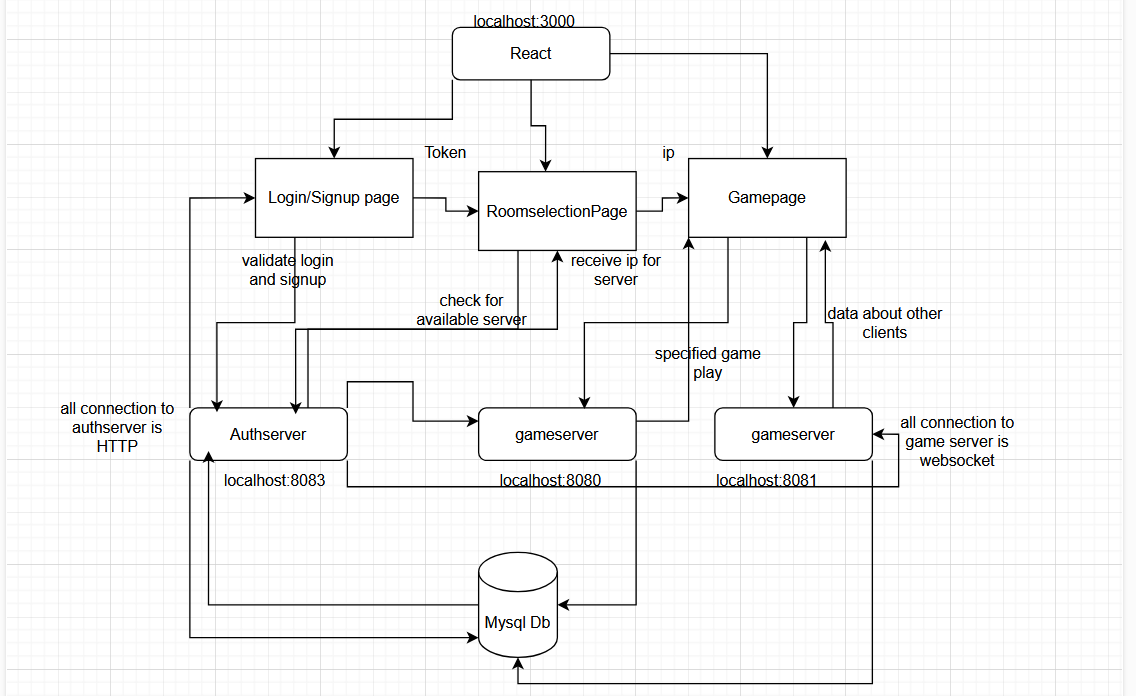 localhost:3000
React
Token
ip
Login/Signup page
RoomselectionPage
Gamepage
validate login
and signup
receive ip for
server
check for
available server
data about other
clients
specified game
play
all connection to
authserver is
HTTP
Authserver
gameserver
gameserver
all connection to
game server is
websocket
localhost:8083
localhost:8080
localhost:8081
Mysql Db